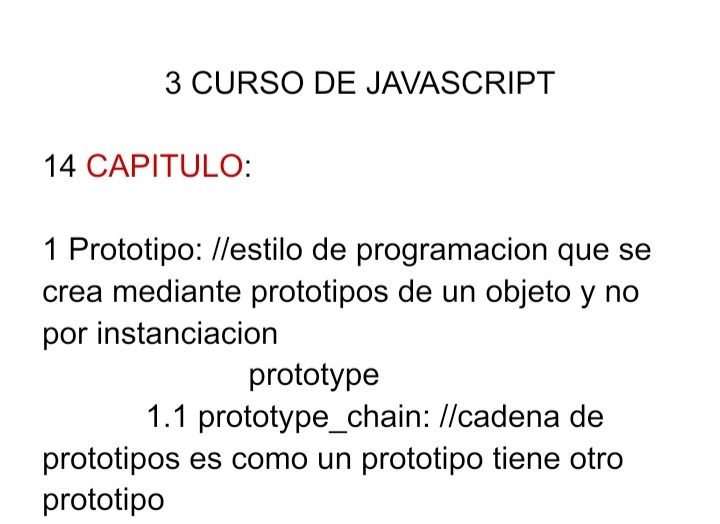 3 CURSO DE JAVASCRIPT
14 CAPITULO:
1 Prototipo: //estilo de programacion que se
crea mediante prototipos de un objeto y no
por instanciacion
prototype
1.1 prototype_chain: //cadena de
prototipos es como un prototipo tiene otro
prototipo